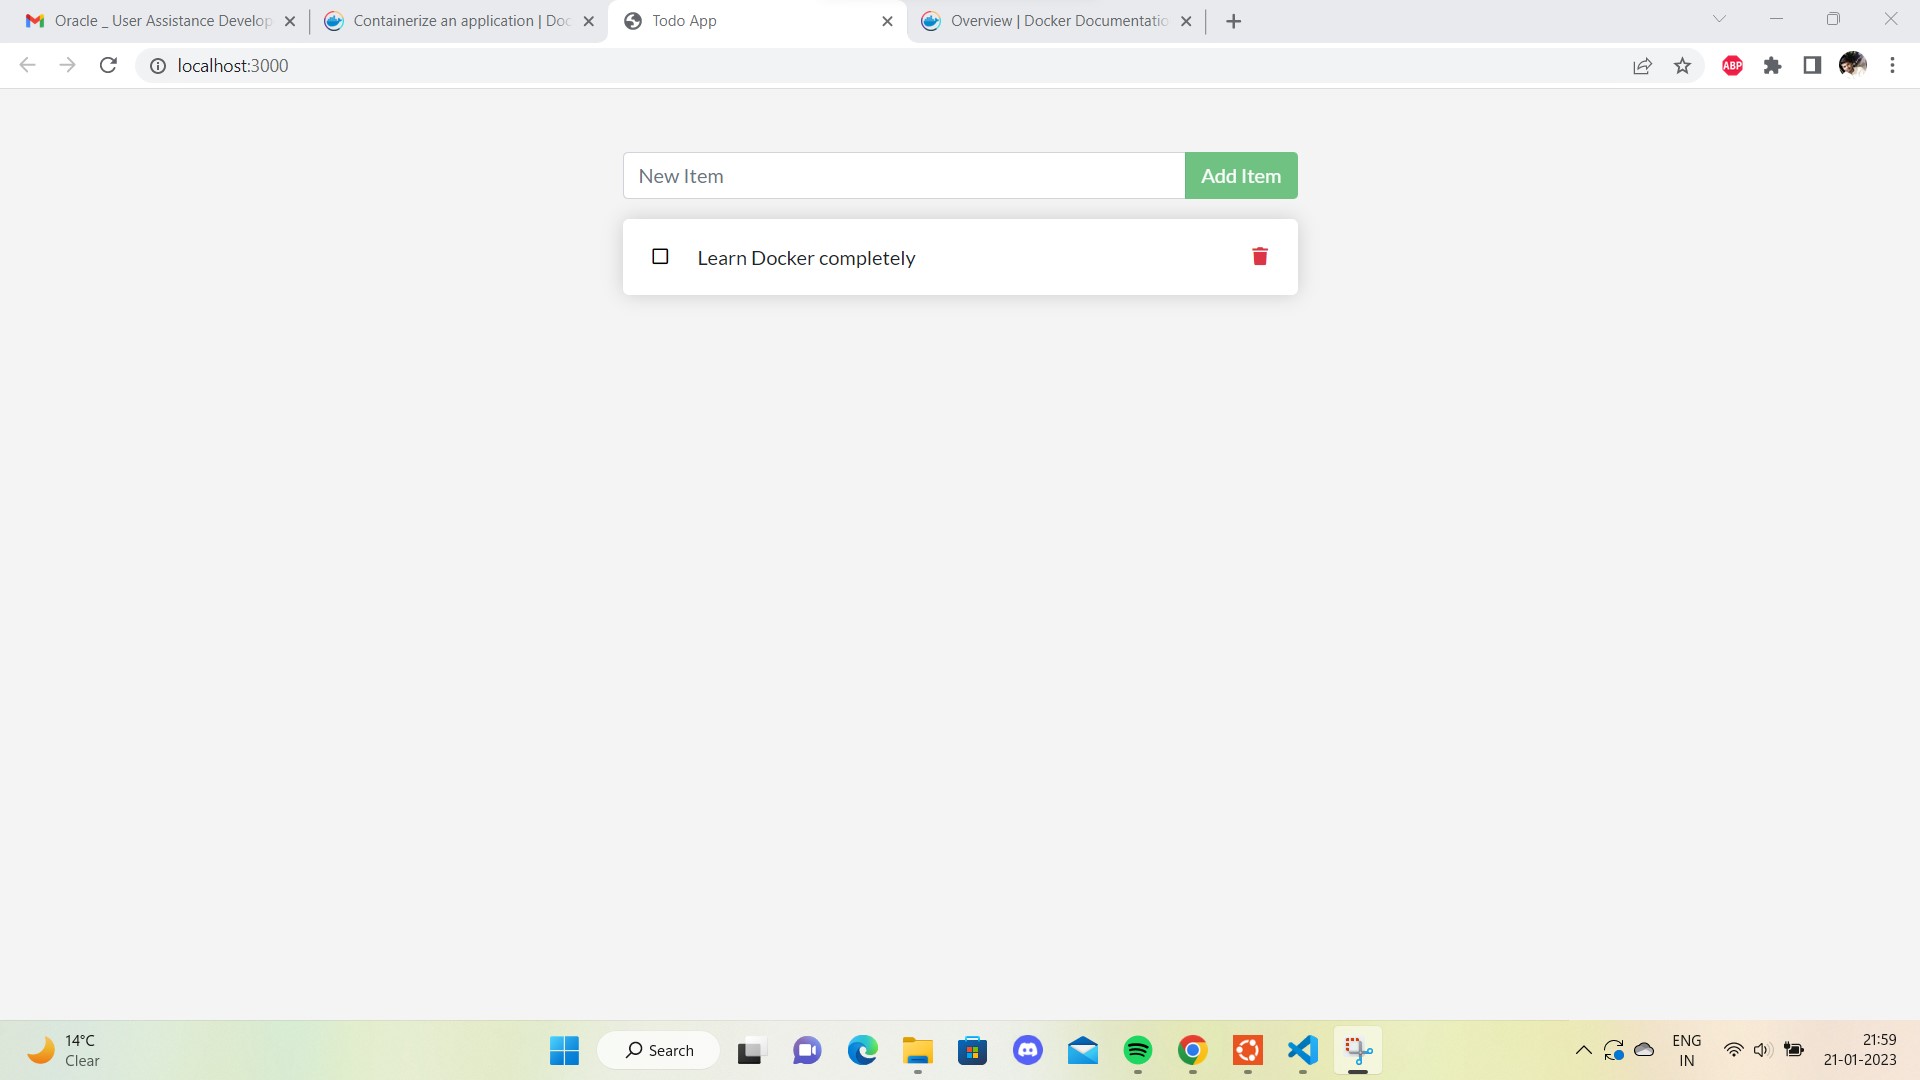 Oracle _ User Assistance Develop
Containerize an application | Doc
Todo App
Overview | Docker Documentatio
localhost:3000
ABP
New Item
Add Item
Learn Docker completely
14°C
Clear
Search
ENG
IN
21:59
21-01-2023